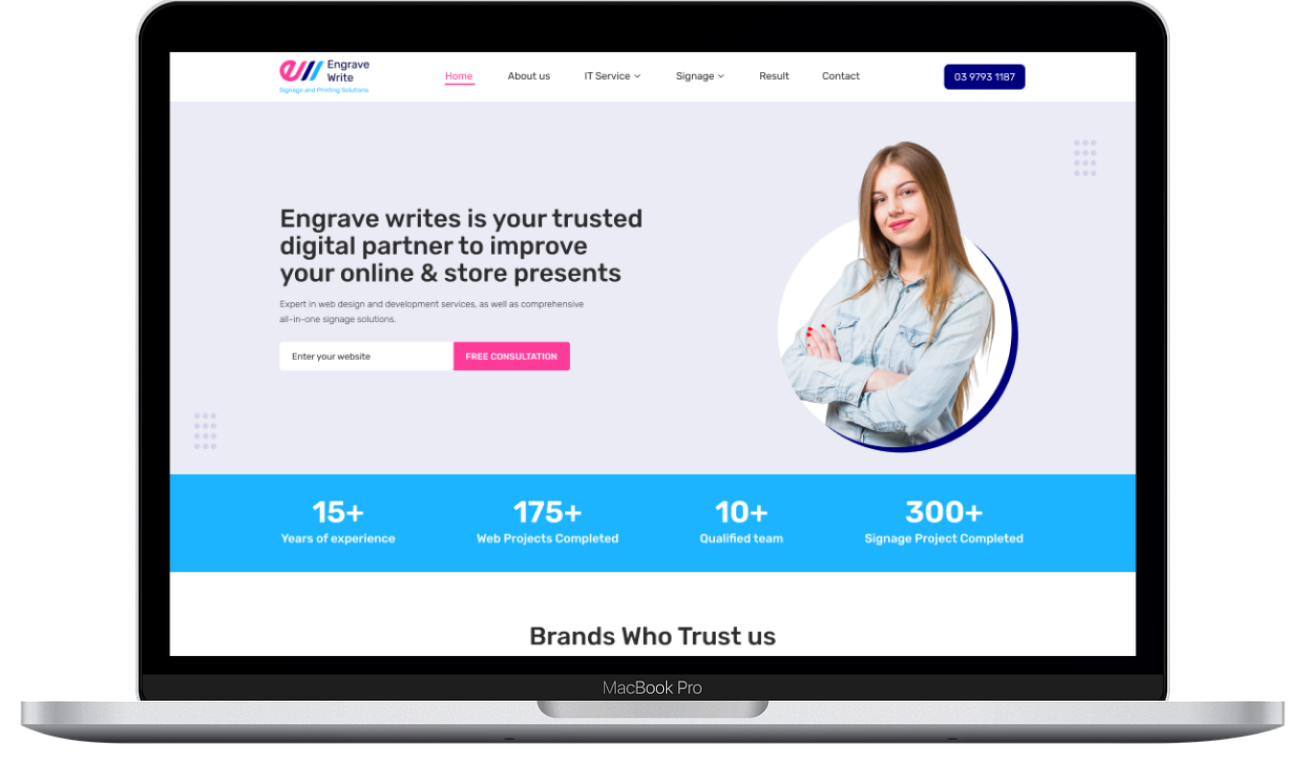 Engrave
Write
Signage and Printing Solutions
Home About us IT Service Signage Result Contact 03 9793 1187
Engrave writes is your trusted
digital partner to improve
your online & store presents
Expert in web design and development services, as well as comprehensive
all-in-one signage solutions.
Enter your website FREE CONSULTATION
15+ 175+ 10+ 300+
Years of experience Web Projects Completed Qualified team Signage Project Completed
Brands Who Trust us
MacBook Pro